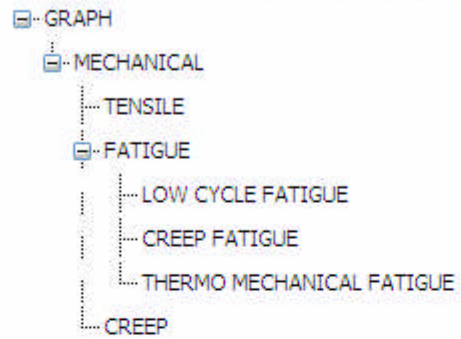 GRAPH
MECHANICAL
TENSILE
FATIGUE
LOW CYCLE FATIGUE
CREEP FATIGUE
THERMO MECHANICAL FATIGUE
CREEP